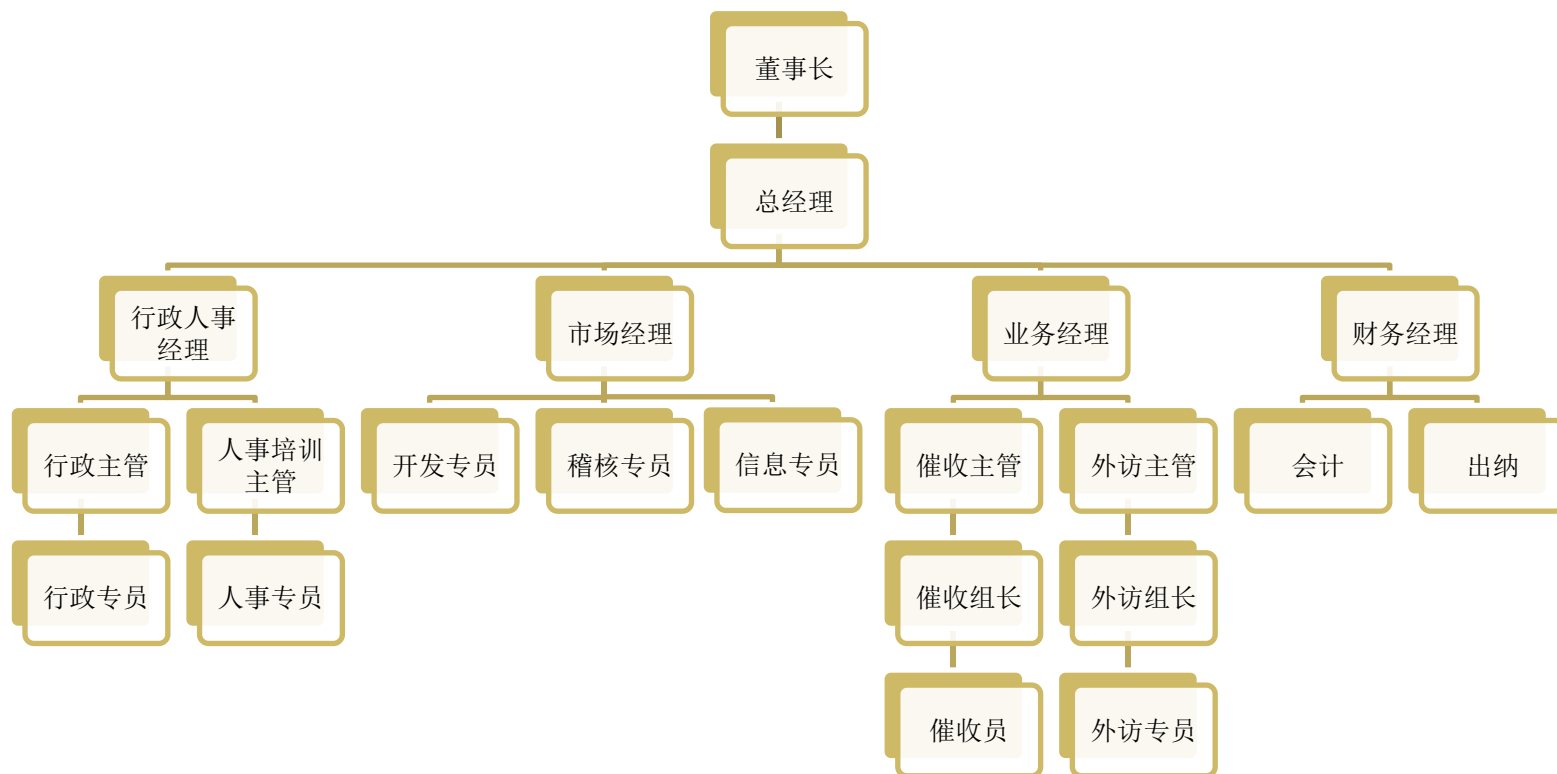 董事长
总经理
行政人事
经理
市场经理
业务经理
财务经理
行政主管
人事培训
主管
开发专员
稽核专员
信息专员
催收主管
外访主管
会计
出纳
行政专员
人事专员
催收组长
外访组长
催收员
外访专员